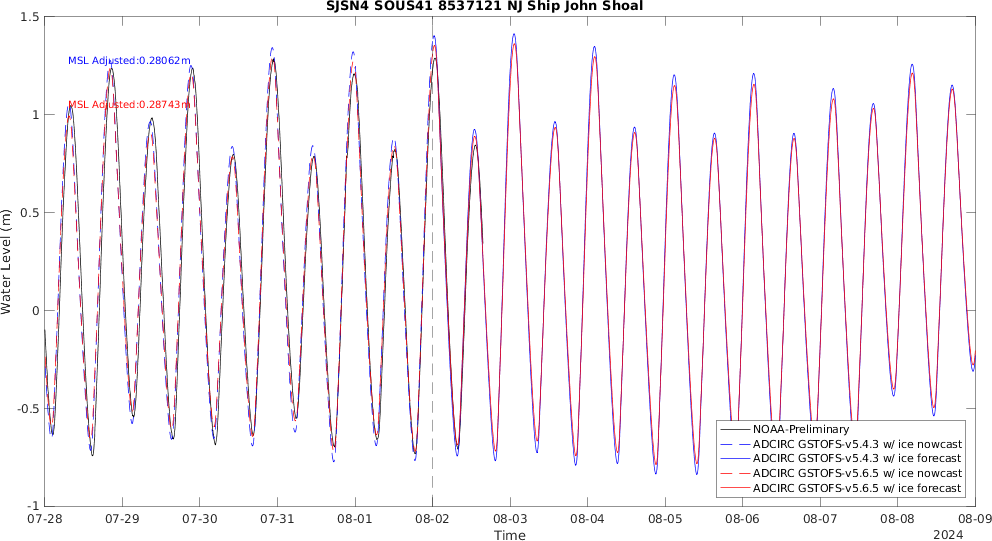 SJSN4 SOUS41 8537121 NJ Ship John Shoal
1.5
1
0.5
0
-0.5
-1
Water Level (m)
MSL Adjusted:0.28062m
MSL Adjusted:0.28743m
NOAA-Preliminary
ADCIRC GSTOFS-v5.4.3 w/ ice nowcast
ADCIRC GSTOFS-v5.4.3 w/ ice forecast
ADCIRC GSTOFS-v5.6.5 w/ ice nowcast
ADCIRC GSTOFS-v5.6.5 w/ ice forecast
07-28 07-29 07-30 07-31 08-01 08-02 08-03 08-04 08-05 08-06 08-07 08-08 08-09
Time
2024